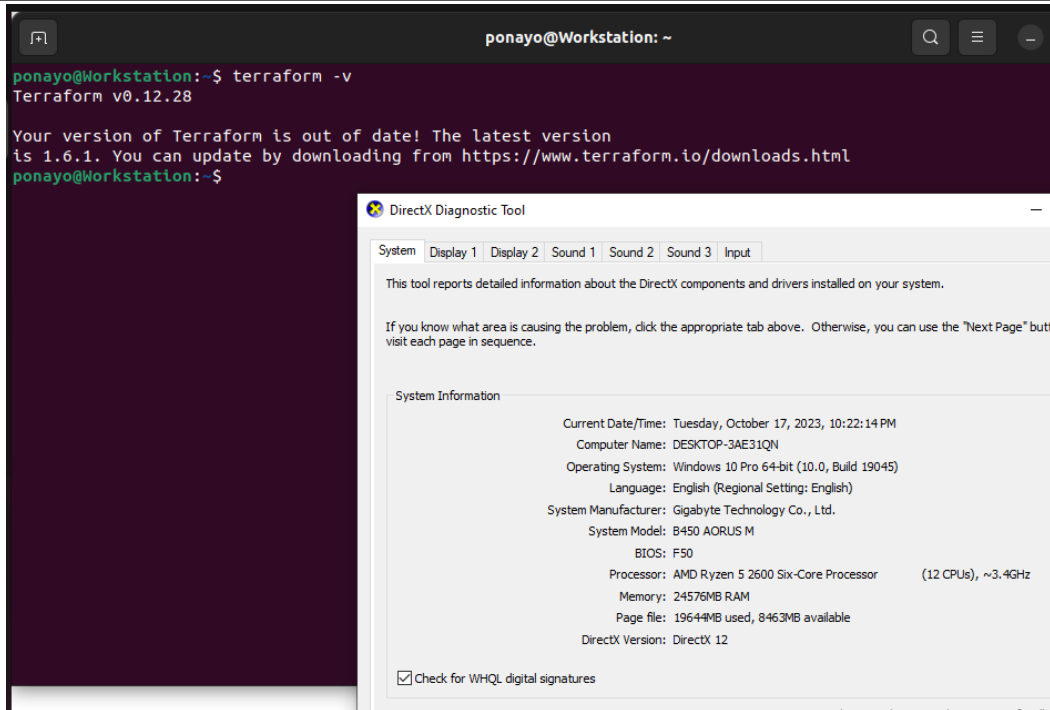 ponayo@Workstation: ~
ponayo@Workstation:~$ terraform -v
Terraform v0.12.28
Your version of Terraform is out of date! The latest version
is 1.6.1. You can update by downloading from https://www.terraform.io/downloads.html
ponayo@Workstation:~$
DirectX Diagnostic Tool
System Display 1 Display 2 Sound 1 Sound 2 Sound 3 Input
This tool reports detailed information about the DirectX components and drivers installed on your system.
If you know what area is causing the problem, click the appropriate tab above. Otherwise, you can use the "Next Page"
visit each page in sequence.
System Information
Current Date/Time: Tuesday, October 17, 2023, 10:22:14 PM
Computer Name: DESKTOP-3AE31QN
Operating System: Windows 10 Pro 64-bit (10.0, Build 19045)
Language: English (Regional Setting: English)
System Manufacturer: Gigabyte Technology Co., Ltd.
System Model: B450 AORUS M
BIOS: F50
Processor: AMD Ryzen 5 2600 Six-Core Processor (12 CPUs), ~3.4GHz
Memory: 24576MB RAM
Page file: 19644MB used, 8463MB available
DirectX Version: DirectX 12
Check for WHQL digital signatures